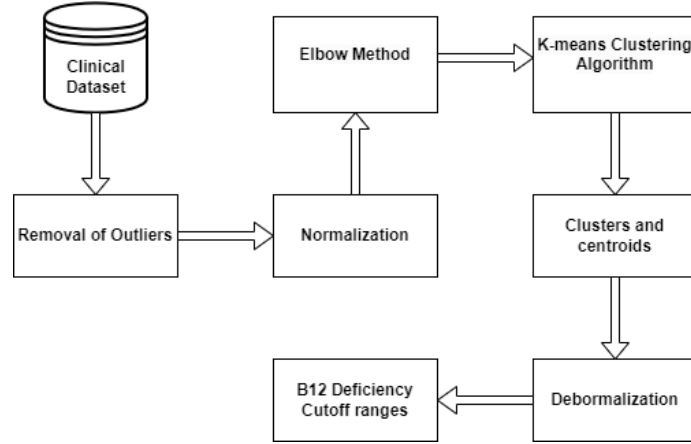 Clinical
Dataset
Removal of Outliers
Normalization
Elbow Method
K-means Clustering
Algorithm
Clusters and
centroids
Debormalization
B12 Deficiency
Cutoff ranges